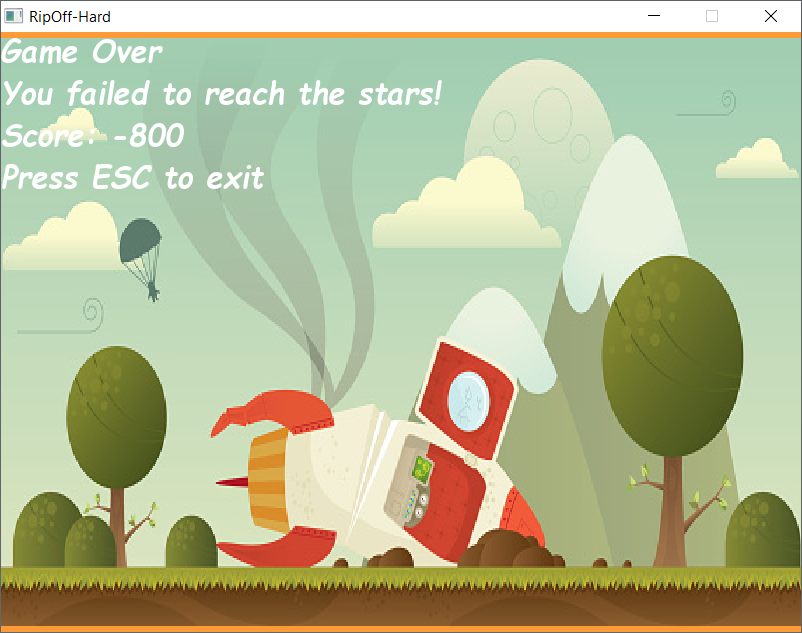 RipOff-Hard
Game Over
You failed to reach the stars!
Score: -800
Press ESC to exit